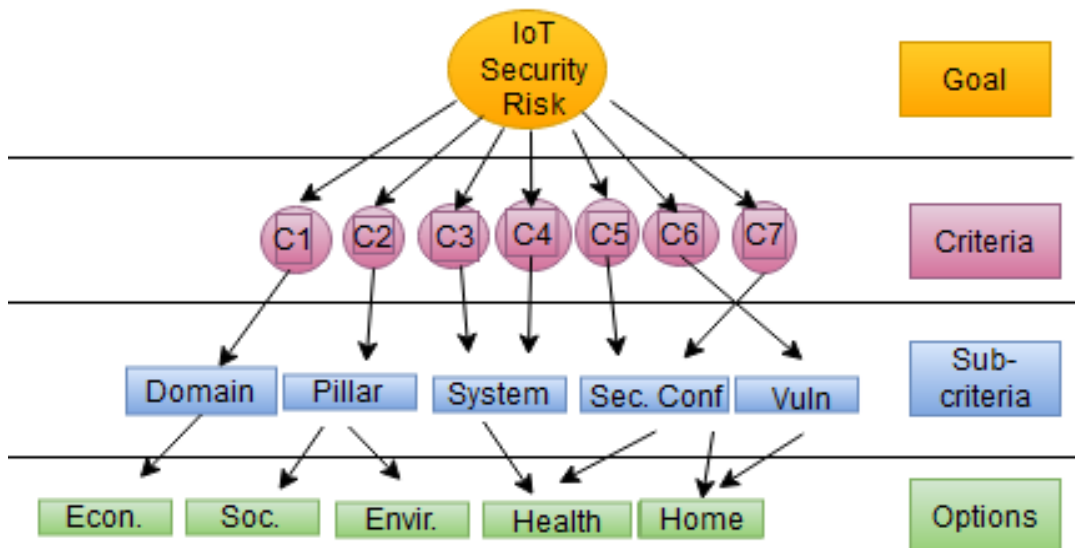 IoT
Security
Risk
Goal
C1
C2
C3
C4
C5
C6
C7
Criteria
Domain
Pillar
System
Sec. Conf
Vuln
Sub-
criteria
Econ.
Soc.
Envir.
Health
Home
Options